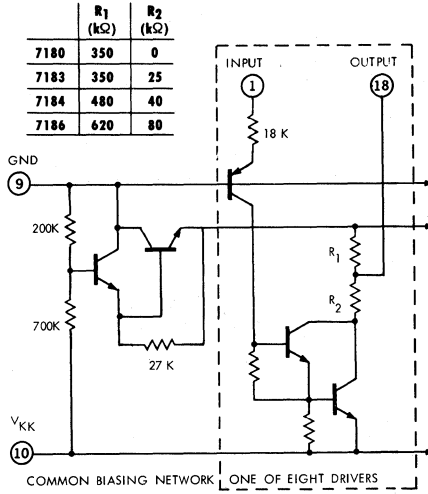 R1 (kΩ) R2 (kΩ)
7180 350 0
7183 350 25
7184 480 40
7186 620 80
INPUT OUTPUT
1 18
18 K
GND
9
200K
R1
R2
700K
27 K
VKK
10
COMMON BIASING NETWORK ONE OF EIGHT DRIVERS